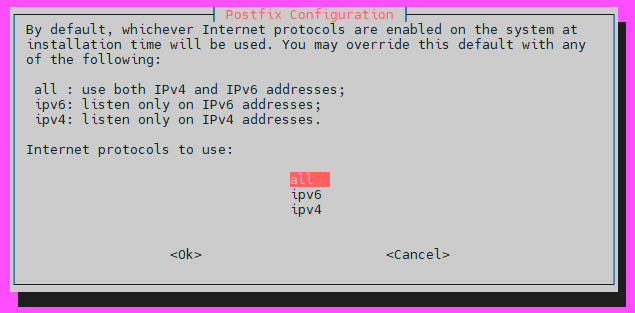 Postfix Configuration
By default, whichever Internet protocols are enabled on the system at
installation time will be used. You may override this default with any
of the following:
all : use both IPv4 and IPv6 addresses;
ipv6: listen only on IPv6 addresses;
ipv4: listen only on IPv4 addresses.
Internet protocols to use:
all
ipv6
ipv4
<Ok> <Cancel>